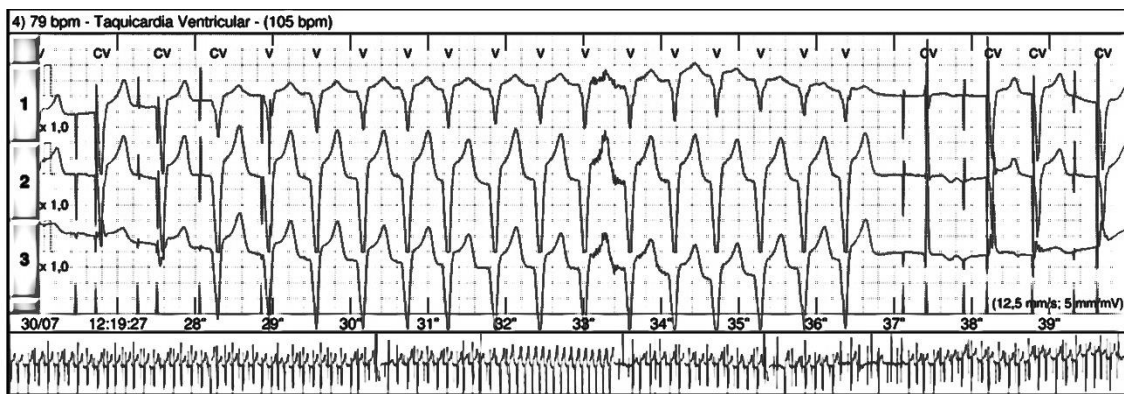 4) 79 bpm - Taquicardia Ventricular - (105 bpm)
V CV CV CV V V V V V V V V V V V V V V CV CV CV CV
1
x 1,0
2
x 1,0
3
x 1,0
(12,5 mm/s; 5 mm/mV)
30/07 12:19:27 28" 29" 30" 31" 32" 33" 34" 35" 36" 37" 38" 39"